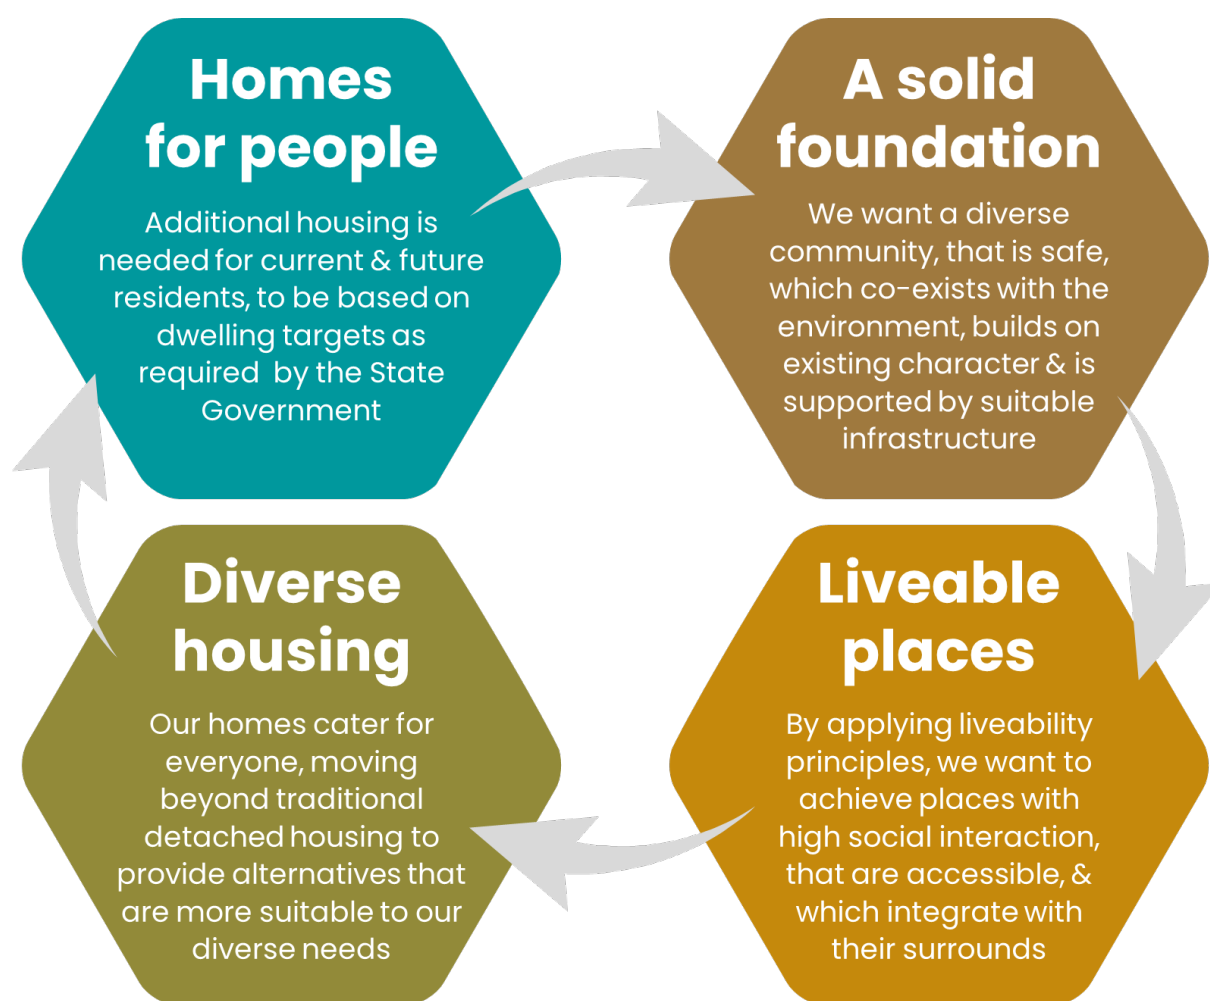 Homes
for people
Additional housing is
needed for current & future
residents, to be based on
dwelling targets as
required  by the State
Government
A solid
foundation
We want a diverse
community, that is safe,
which co-exists with the
environment, builds on
existing character & is
supported by suitable
infrastructure
Diverse
housing
Our homes cater for
everyone, moving
beyond traditional
detached housing to
provide alternatives that
are more suitable to our
diverse needs
Liveable
places
By applying liveability
principles, we want to
achieve places with
high social interaction,
that are accessible, &
which integrate with
their surrounds